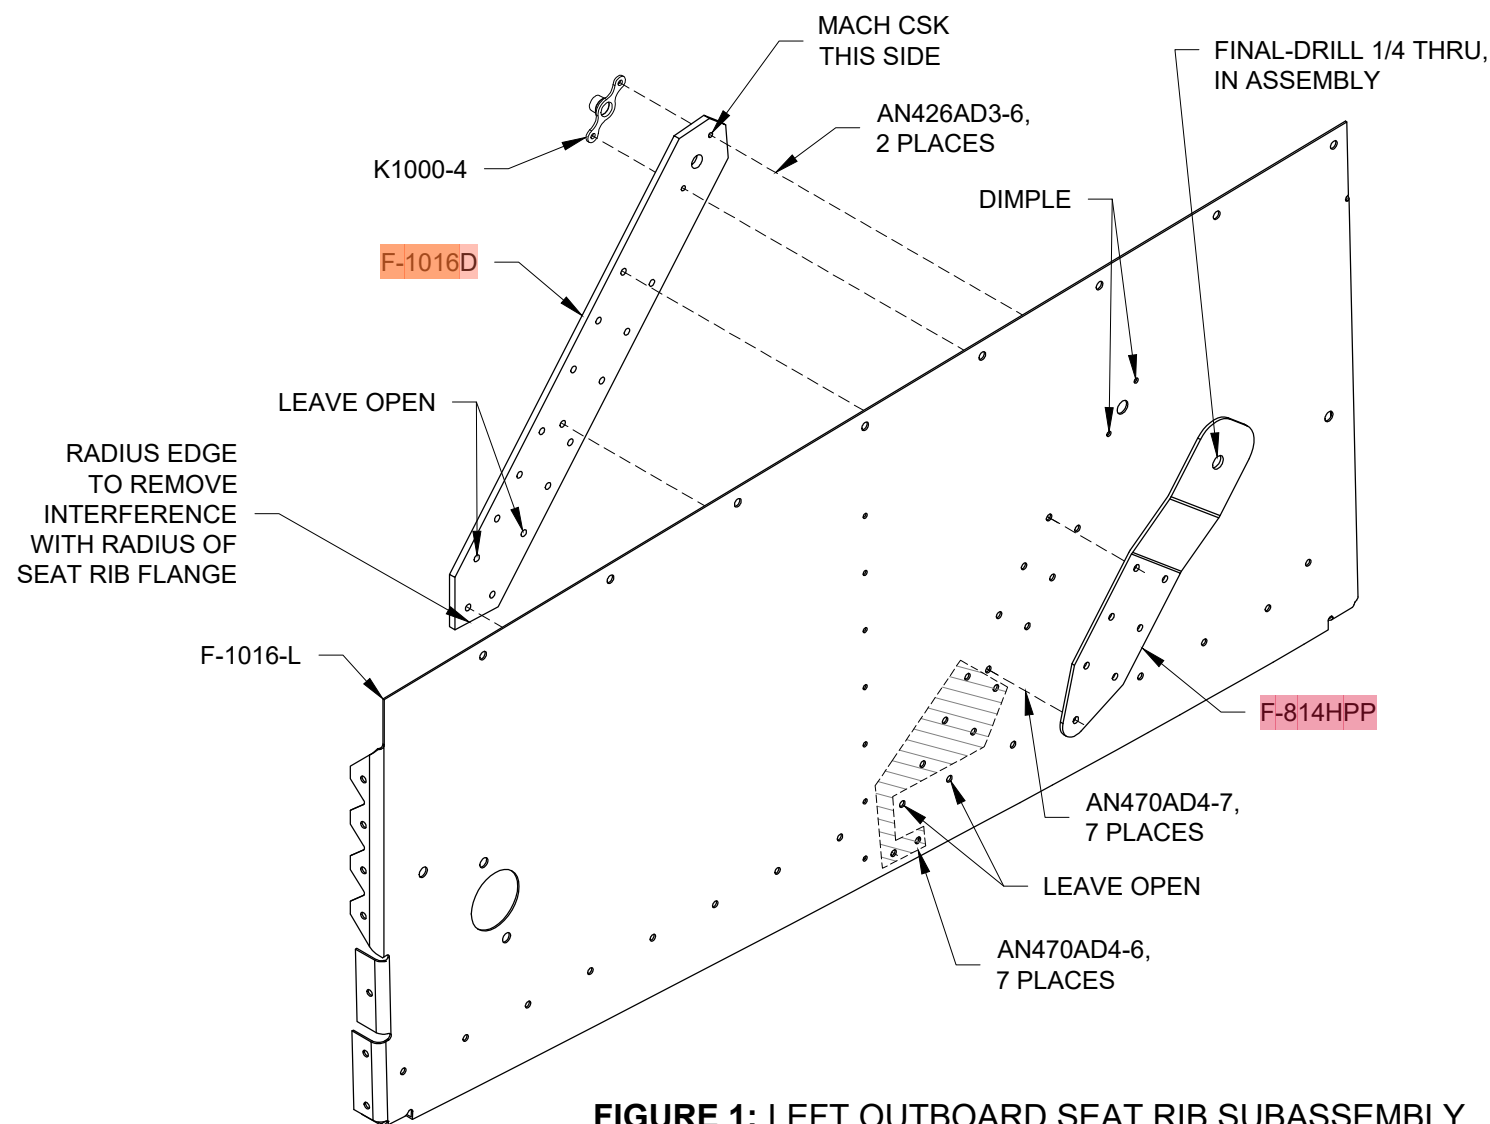 MACH CSK
THIS SIDE
FINAL-DRILL 1/4 THRU,
IN ASSEMBLY
AN426AD3-6,
2 PLACES
K1000-4
DIMPLE
F-1016D
LEAVE OPEN
RADIUS EDGE
TO REMOVE
INTERFERENCE
WITH RADIUS OF
SEAT RIB FLANGE
F-1016-L
F-814HPP
AN470AD4-7,
7 PLACES
LEAVE OPEN
AN470AD4-6,
7 PLACES
FIGURE 1: LEFT OUTBOARD SEAT RIB SUBASSEMBLY